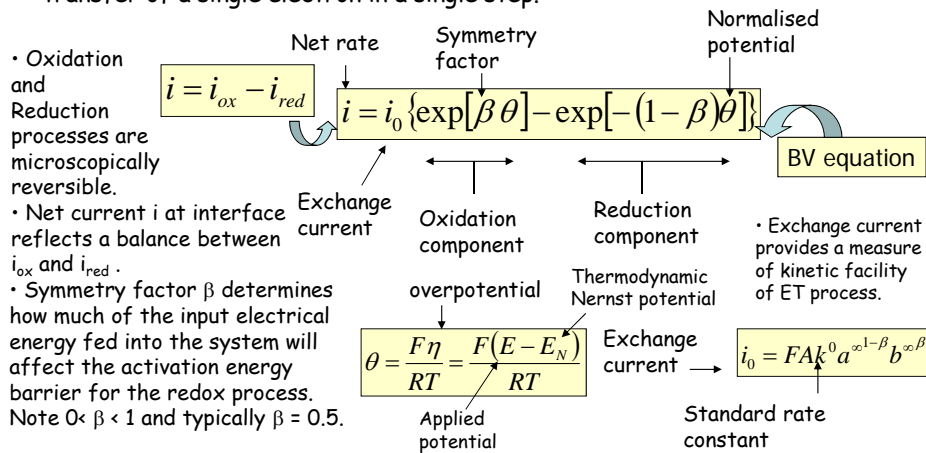 transfer of a single electron in a single step.
Net rate
Symmetry
factor
Normalised
potential
• Oxidation
and
Reduction
processes are
microscopically
reversible.
• Net current i at interface
reflects a balance between
i_ox and i_red .
• Symmetry factor β determines
how much of the input electrical
energy fed into the system will
affect the activation energy
barrier for the redox process.
Note 0< β < 1 and typically β = 0.5.
i = i_ox − i_red
i = i_0 {exp[β θ] − exp[−(1 − β)θ]}
BV equation
Exchange
current
Oxidation
component
Reduction
component
• Exchange current
provides a measure
of kinetic facility
of ET process.
overpotential
Thermodynamic
Nernst potential
θ = Fη/RT = F(E − E_N)/RT
Applied
potential
Exchange
current
i_0 = FAk^0 a^∞1−β b^∞β
Standard rate
constant